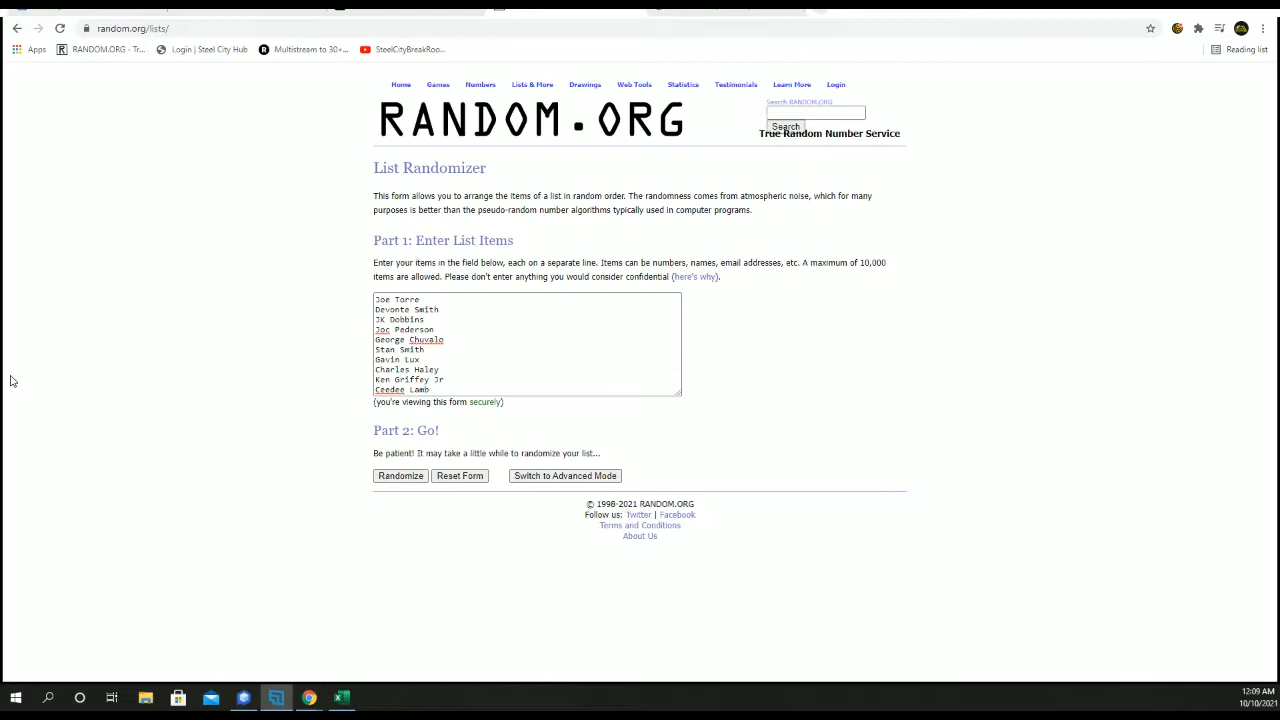 random.org/lists/
Apps RANDOM.ORG - Tr... Login | Steel City Hub Multistream to 30+... SteelCityBreakRoo... Reading list
Home Games Numbers Lists & More Drawings Web Tools Statistics Testimonials Learn More Login
RANDOM.ORG
Search RANDOM.ORG
Search
True Random Number Service
List Randomizer
This form allows you to arrange the items of a list in random order. The randomness comes from atmospheric noise, which for many
purposes is better than the pseudo-random number algorithms typically used in computer programs.
Part 1: Enter List Items
Enter your items in the field below, each on a separate line. Items can be numbers, names, email addresses, etc. A maximum of 10,000
items are allowed. Please don't enter anything you would consider confidential (here's why).
Joe Torre
Devonte Smith
JK Dobbins
Joc Pederson
George Chuvalo
Stan Smith
Gavin Lux
Charles Haley
Ken Griffey Jr
Ceedee Lamb
(you're viewing this form securely)
Part 2: Go!
Be patient! It may take a little while to randomize your list...
Randomize Reset Form Switch to Advanced Mode
© 1998-2021 RANDOM.ORG
Follow us: Twitter | Facebook
Terms and Conditions
About Us
12:09 AM
10/10/2021